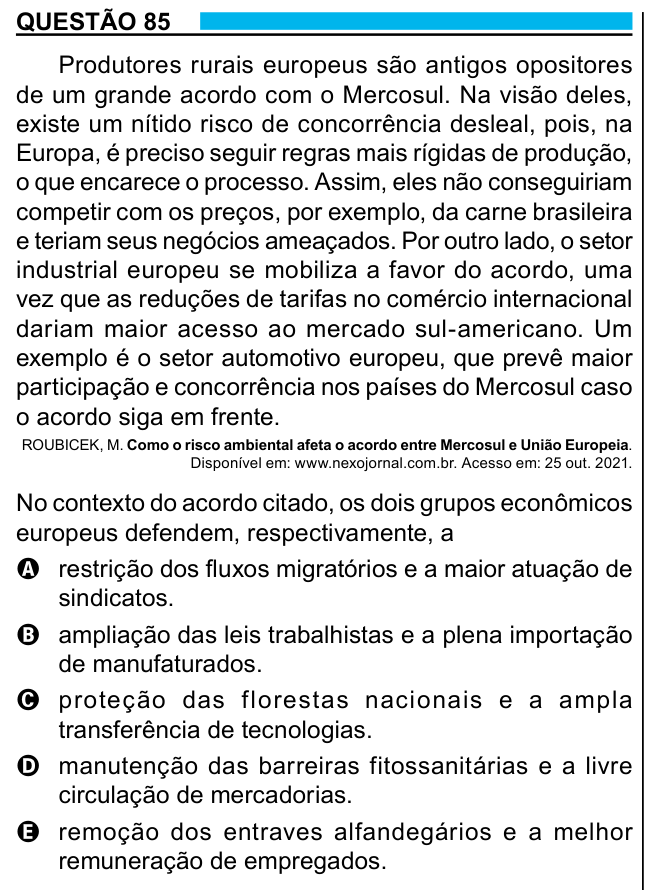 QUESTÃO 85
Produtores rurais europeus são antigos opositores
de um grande acordo com o Mercosul. Na visão deles,
existe um nítido risco de concorrência desleal, pois, na
Europa, é preciso seguir regras mais rígidas de produção,
o que encarece o processo. Assim, eles não conseguiriam
competir com os preços, por exemplo, da carne brasileira
e teriam seus negócios ameaçados. Por outro lado, o setor
industrial europeu se mobiliza a favor do acordo, uma
vez que as reduções de tarifas no comércio internacional
dariam maior acesso ao mercado sul-americano. Um
exemplo é o setor automotivo europeu, que prevê maior
participação e concorrência nos países do Mercosul caso
o acordo siga em frente.
ROUBICEK, M. Como o risco ambiental afeta o acordo entre Mercosul e União Europeia.
Disponível em: www.nexojornal.com.br. Acesso em: 25 out. 2021.
No contexto do acordo citado, os dois grupos econômicos
europeus defendem, respectivamente, a
A restrição dos fluxos migratórios e a maior atuação de
sindicatos.
B ampliação das leis trabalhistas e a plena importação
de manufaturados.
C proteção das florestas nacionais e a ampla
transferência de tecnologias.
D manutenção das barreiras fitossanitárias e a livre
circulação de mercadorias.
E remoção dos entraves alfandegários e a melhor
remuneração de empregados.